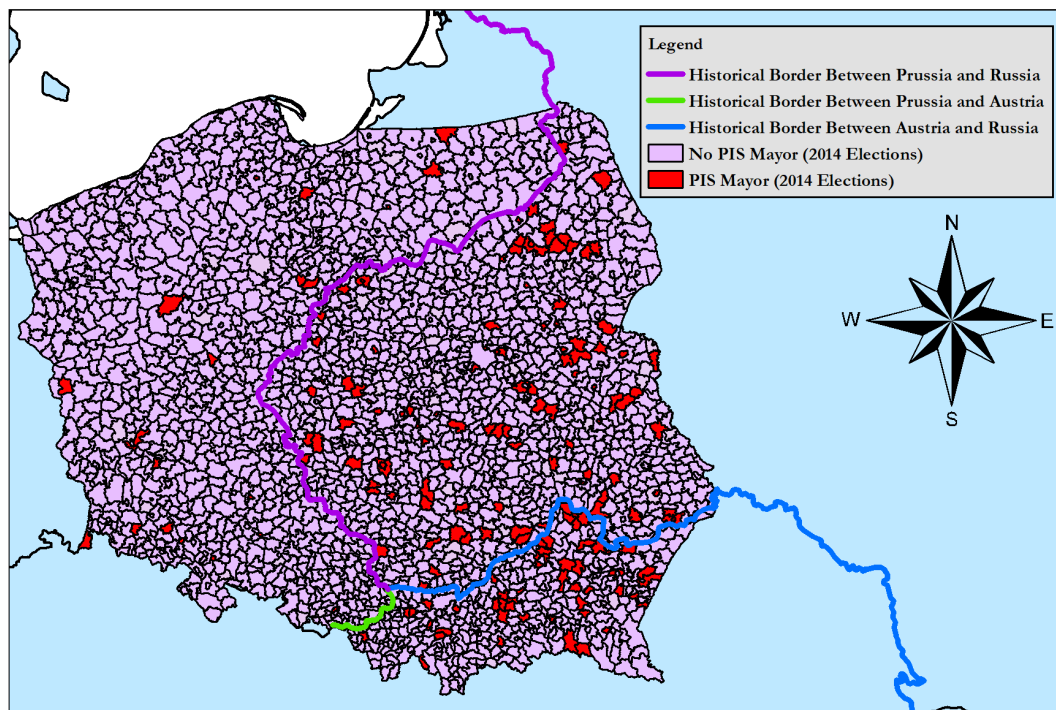 Legend
Historical Border Between Prussia and Russia
Historical Border Between Prussia and Austria
Historical Border Between Austria and Russia
No PIS Mayor (2014 Elections)
PIS Mayor (2014 Elections)
N
W
E
S